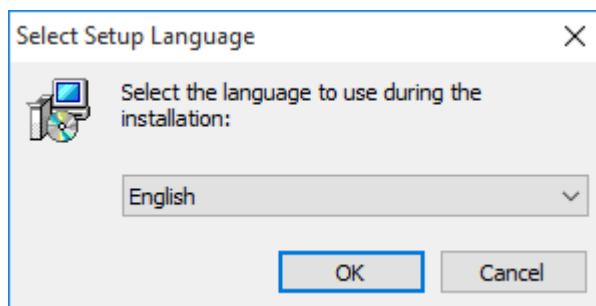 Select Setup Language
Select the language to use during the
installation:
English
OK
Cancel